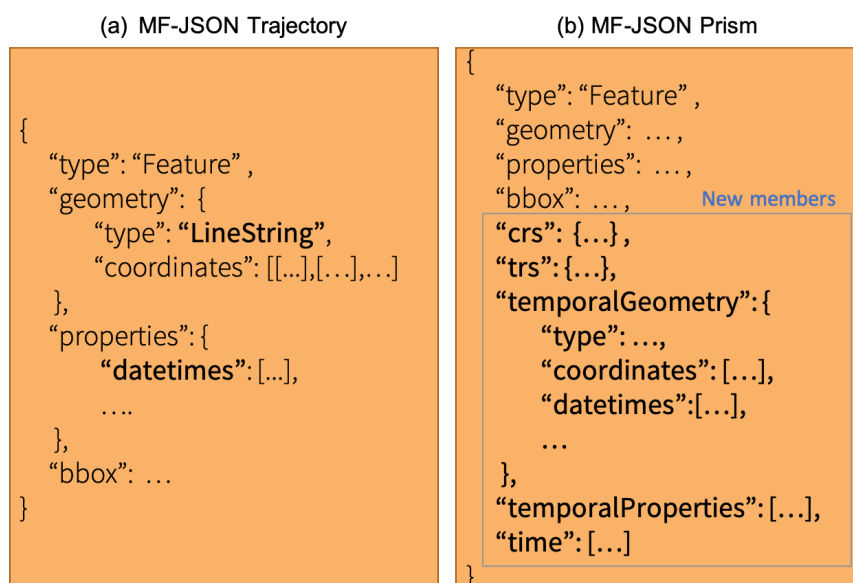 (a) MF-JSON Trajectory
{
“type”: “Feature” ,
“geometry”: {
“type”: “LineString”,
“coordinates”: [[...],[…],…]
},
“properties”: {
“datetimes”: [...],
….
},
“bbox”: …
}
(b) MF-JSON Prism
{
“type”: “Feature” ,
“geometry”: … ,
“properties”: … ,
“bbox”: … ,
New members
“crs”: {…} ,
“trs”: {…},
“temporalGeometry”: {
“type”: …,
“coordinates”: […],
“datetimes”:[…],
…
},
“temporalProperties”: […],
“time”: […]
}